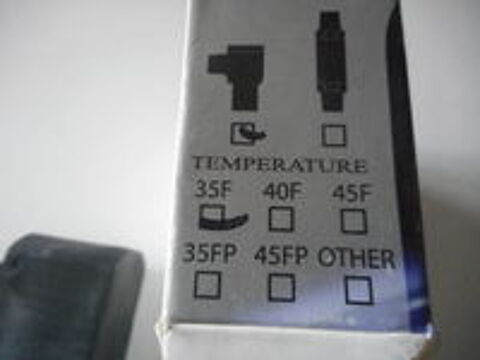 TEMPERATURE
35F 40F 45F
35FP 45FP OTHER